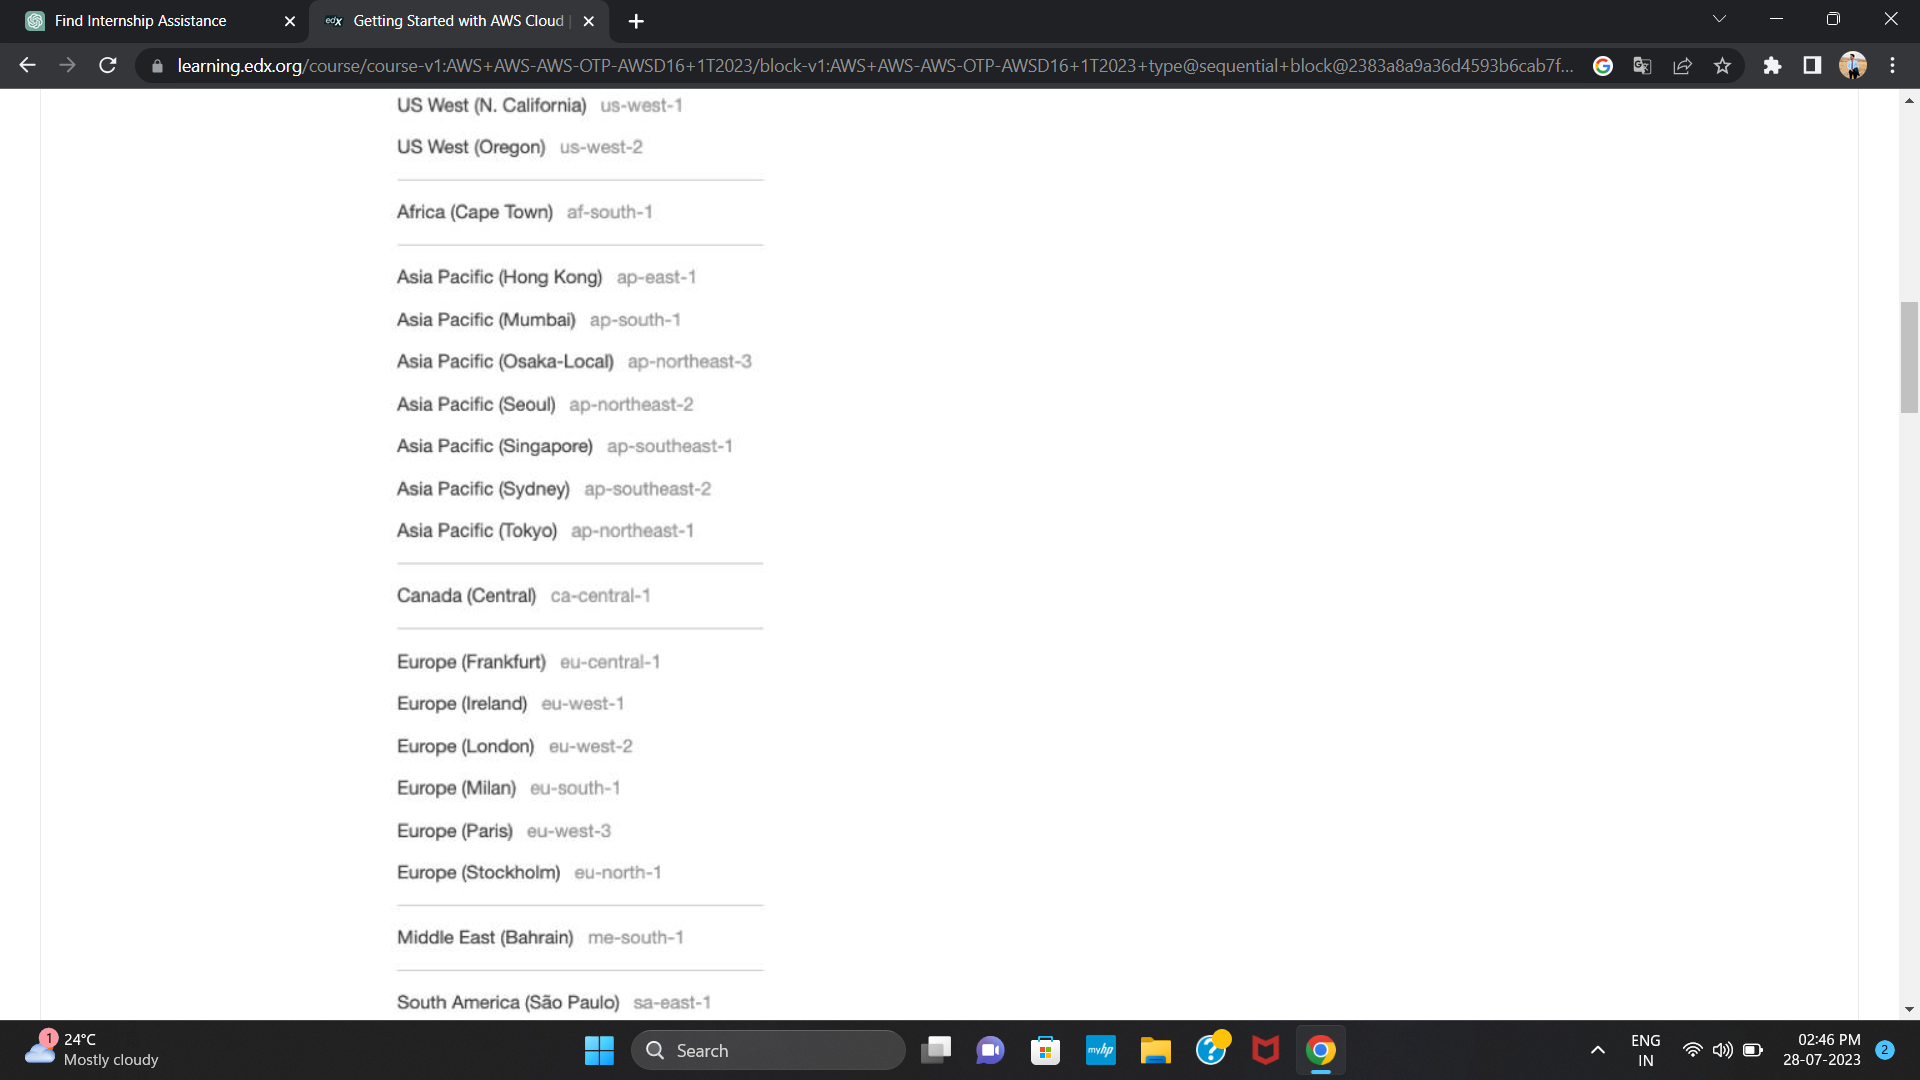 Find Internship Assistance
edX Getting Started with AWS Cloud
learning.edx.org/course/course-v1:AWS+AWS-AWS-OTP-AWSD16+1T2023/block-v1:AWS+AWS-AWS-OTP-AWSD16+1T2023+type@sequential+block@2383a8a9a36d4593b6cab7f...
US West (N. California) us-west-1
US West (Oregon) us-west-2
Africa (Cape Town) af-south-1
Asia Pacific (Hong Kong) ap-east-1
Asia Pacific (Mumbai) ap-south-1
Asia Pacific (Osaka-Local) ap-northeast-3
Asia Pacific (Seoul) ap-northeast-2
Asia Pacific (Singapore) ap-southeast-1
Asia Pacific (Sydney) ap-southeast-2
Asia Pacific (Tokyo) ap-northeast-1
Canada (Central) ca-central-1
Europe (Frankfurt) eu-central-1
Europe (Ireland) eu-west-1
Europe (London) eu-west-2
Europe (Milan) eu-south-1
Europe (Paris) eu-west-3
Europe (Stockholm) eu-north-1
Middle East (Bahrain) me-south-1
South America (São Paulo) sa-east-1
1
24°C
Mostly cloudy
Search
myhp
ENG
IN
02:46 PM
28-07-2023
2